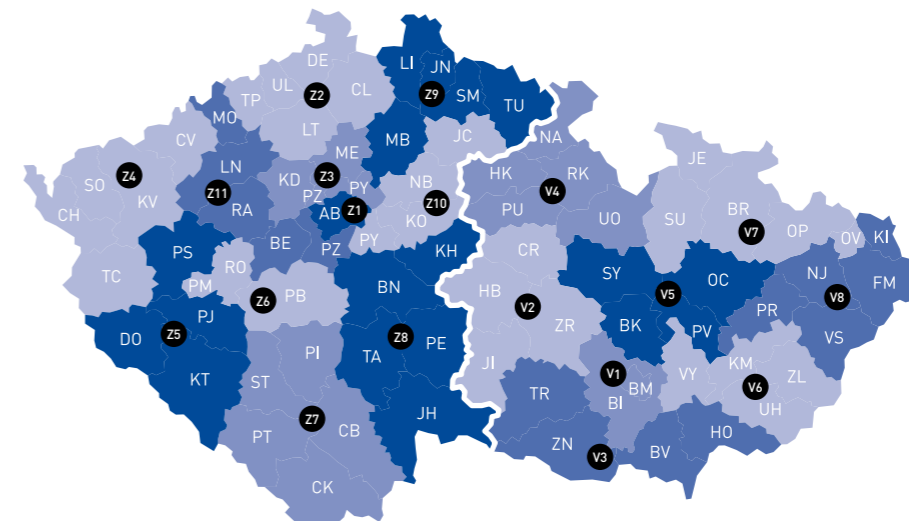 DE
LI
JN
UL
Z2
CL
Z9
SM
TP
TU
MO
LT
MB
JC
NA
CV
ME
JE
LN
KD
Z3
NB
HK
RK
Z4
SO
Z11
PZ
PY
Z10
V4
KV
RA
AB
Z1
KO
PU
UO
SU
BR
V7
OP
CH
BE
PZ
PY
KH
CR
OV
KI
PS
RO
SY
OC
NJ
FM
TC
PM
Z6
PB
BN
HB
V2
V5
V8
PJ
ZR
BK
PV
PR
DO
Z5
Z8
PE
VS
PI
TA
JI
V1
VY
KM
ZL
KT
ST
TR
BM
V6
BI
UH
Z7
CB
JH
PT
ZN
V3
BV
HO
CK